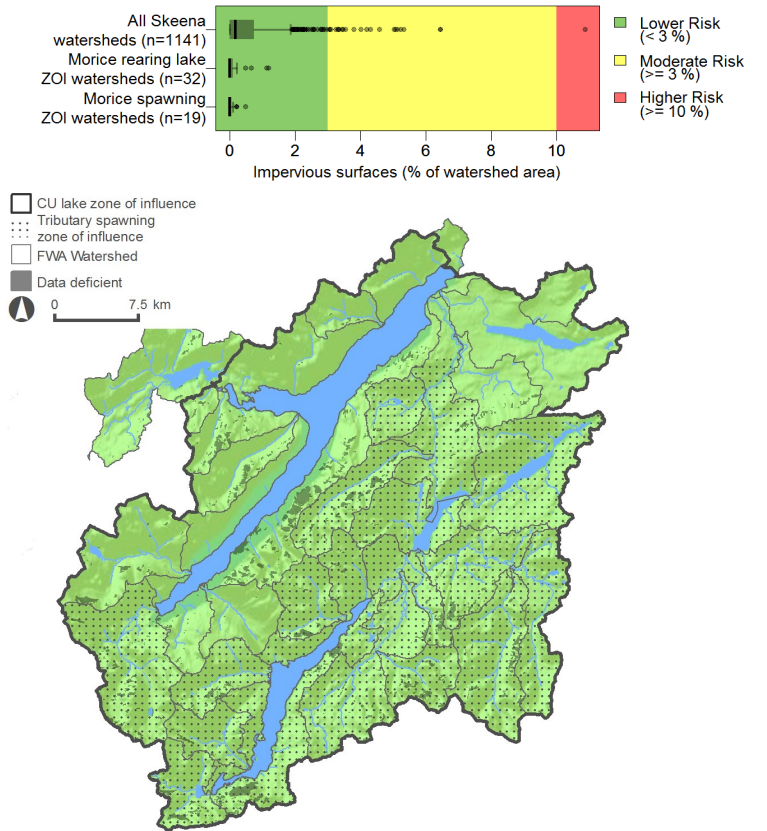 All Skeena
watersheds (n=1141)
Morice rearing lake
ZOI watersheds (n=32)
Morice spawning
ZOI watersheds (n=19)
0 2 4 6 8 10
Impervious surfaces (% of watershed area)
Lower Risk
(< 3 %)
Moderate Risk
(>= 3 %)
Higher Risk
(>= 10 %)
CU lake zone of influence
Tributary spawning
zone of influence
FWA Watershed
Data deficient
0 7.5 km